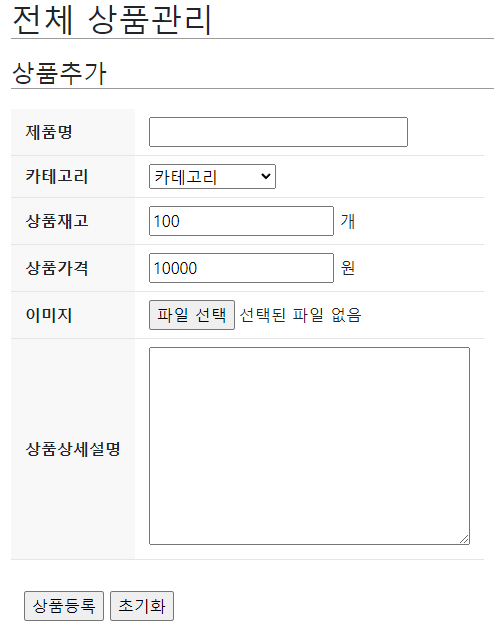 전체 상품관리
상품추가
제품명
카테고리 카테고리
상품재고 100 개
상품가격 10000 원
이미지 파일 선택 선택된 파일 없음
상품상세설명
상품등록 초기화